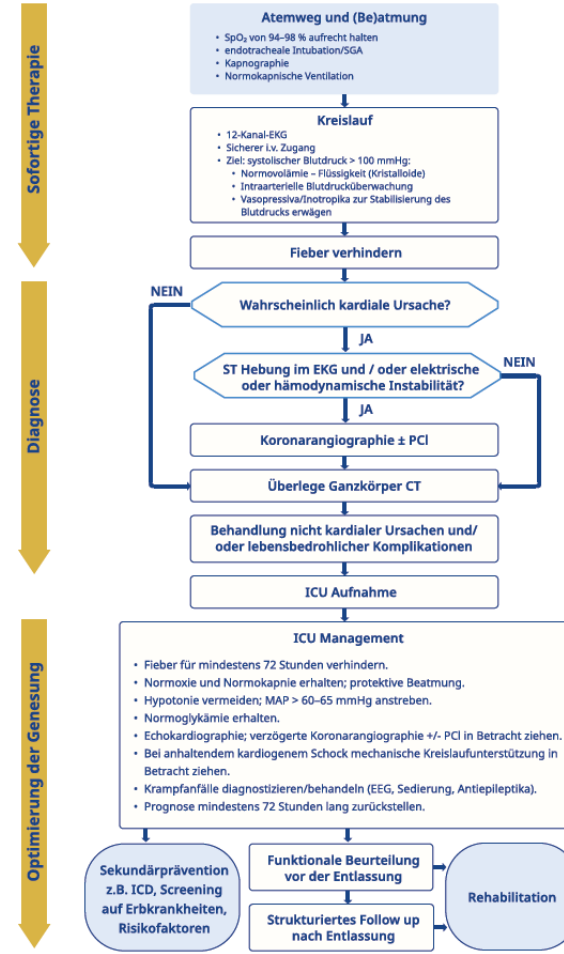 Sofortige Therapie
Atemweg und (Be)atmung
• SpO₂ von 94–98 % aufrecht halten
• endotracheale Intubation/SGA
• Kapnographie
• Normokapnische Ventilation
Kreislauf
• 12-Kanal-EKG
• Sicherer i.v. Zugang
• Ziel: systolischer Blutdruck > 100 mmHg:
• Normovolämie – Flüssigkeit (Kristalloide)
• Intraarterielle Blutdrucküberwachung
• Vasopressiva/Inotropika zur Stabilisierung des
Blutdrucks erwägen
Fieber verhindern
Diagnose
NEIN
Wahrscheinlich kardiale Ursache?
JA
ST Hebung im EKG und / oder elektrische
oder hämodynamische Instabilität?
NEIN
JA
Koronarangiographie ± PCI
Überlege Ganzkörper CT
Behandlung nicht kardialer Ursachen und/
oder lebensbedrohlicher Komplikationen
ICU Aufnahme
Optimierung der Genesung
ICU Management
• Fieber für mindestens 72 Stunden verhindern.
• Normoxie und Normokapnie erhalten; protektive Beatmung.
• Hypotonie vermeiden; MAP > 60–65 mmHg anstreben.
• Normoglykämie erhalten.
• Echokardiographie; verzögerte Koronarangiographie +/- PCI in Betracht ziehen.
• Bei anhaltendem kardiogenem Schock mechanische Kreislaufunterstützung in
Betracht ziehen.
• Krampfanfälle diagnostizieren/behandeln (EEG, Sedierung, Antiepileptika).
• Prognose mindestens 72 Stunden lang zurückstellen.
Sekundärprävention
z.B. ICD, Screening
auf Erbkrankheiten,
Risikofaktoren
Funktionale Beurteilung
vor der Entlassung
Strukturiertes Follow up
nach Entlassung
Rehabilitation